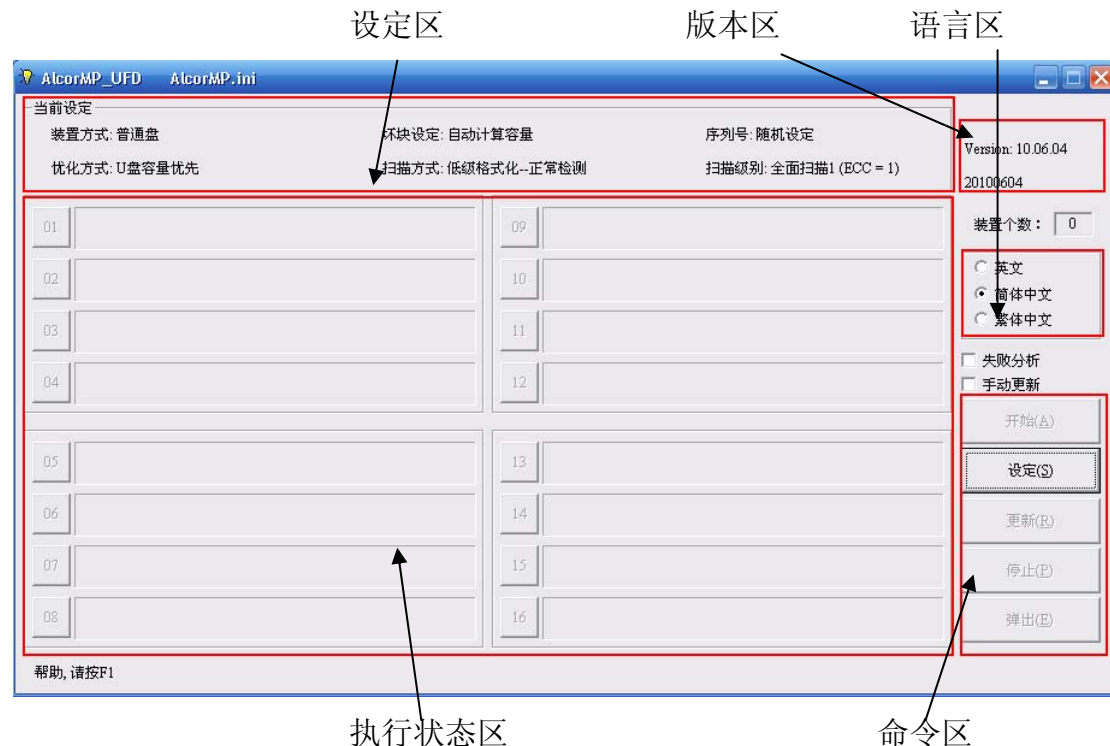 设定区 版本区 语言区
AlcorMP_UFD AlcorMP.ini
当前设定
装置方式: 普通盘 坏块设定: 自动计算容量 序列号: 随机设定
优化方式: U盘容量优先 扫描方式: 低级格式化--正常检测 扫描级别: 全面扫描1 (ECC = 1)
Version: 10.06.04
20100604
装置个数: 0
01 09
02 10
03 11
04 12
05 13
06 14
07 15
08 16
英文
简体中文
繁体中文
失败分析
手动更新
开始(A)
设定(S)
更新(R)
停止(P)
弹出(E)
帮助, 请按F1
执行状态区 命令区